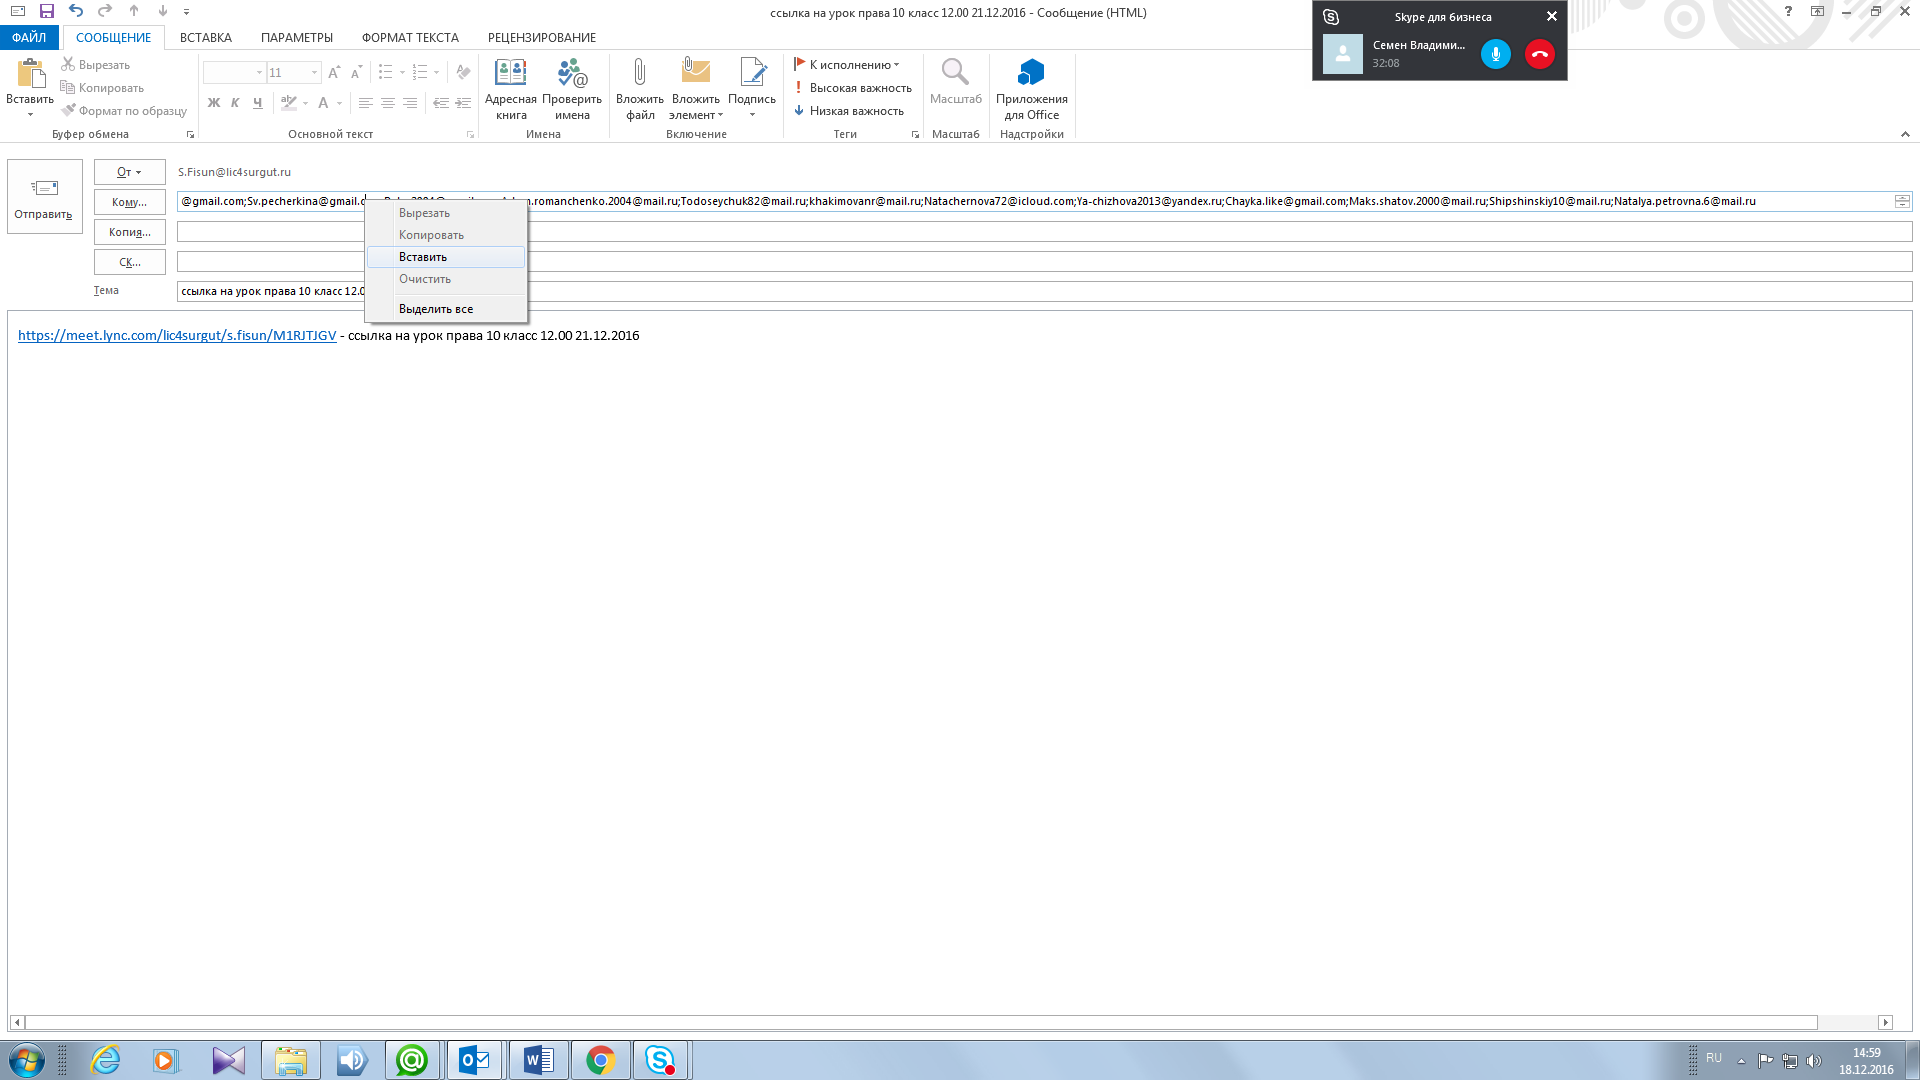 ссылка на урок права 10 класс 12.00 21.12.2016 - Сообщение (HTML)
ФАЙЛ СООБЩЕНИЕ ВСТАВКА ПАРАМЕТРЫ ФОРМАТ ТЕКСТА РЕЦЕНЗИРОВАНИЕ
Skype для бизнеса
Семен Владими...
32:08
Вставить
Вырезать
Копировать
Формат по образцу
Буфер обмена
11
Ж К Ч
Основной текст
Адресная книга
Проверить имена
Имена
Вложить файл
Вложить элемент
Подпись
Включение
К исполнению
Высокая важность
Низкая важность
Теги
Масштаб
Масштаб
Приложения для Office
Надстройки
Отправить
От
S.Fisun@lic4surgut.ru
Кому...
@gmail.com;Sv.pecherkina@gmail.c
.romanchenko.2004@mail.ru;Todoseychuk82@mail.ru;khakimovanr@mail.ru;Natachernova72@icloud.com;Ya-chizhova2013@yandex.ru;Chayka.like@gmail.com;Maks.shatov.2000@mail.ru;Shipshinskiy10@mail.ru;Natalya.petrovna.6@mail.ru
Копия...
СК...
Тема
ссылка на урок права 10 класс 12.0
Вырезать
Копировать
Вставить
Очистить
Выделить все
https://meet.lync.com/lic4surgut/s.fisun/M1RJTJGV - ссылка на урок права 10 класс 12.00 21.12.2016
RU
14:59
18.12.2016